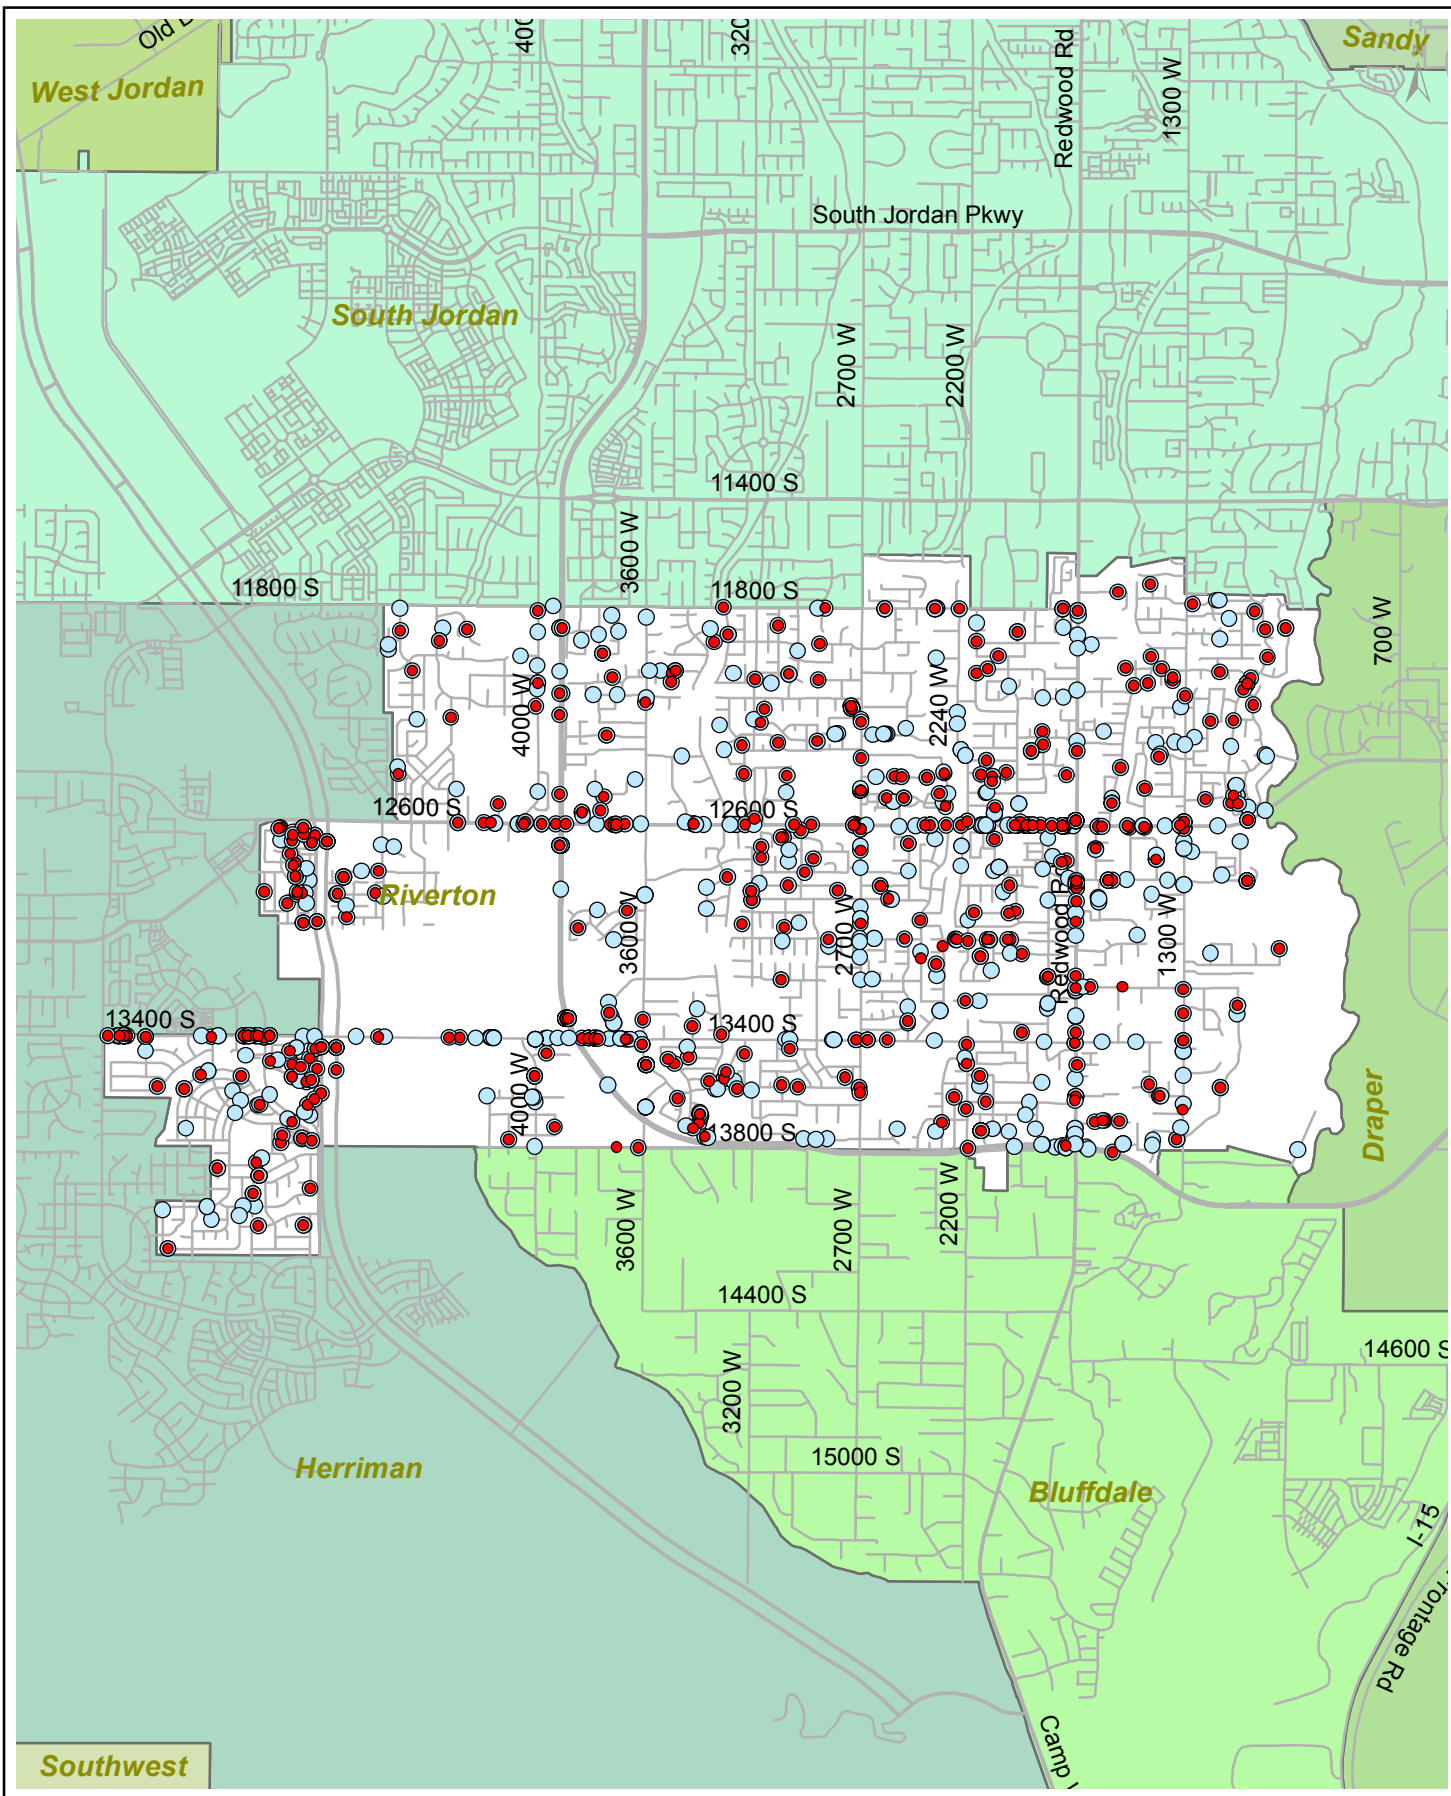 Old
400
320
Redwood Rd
Sandy
West Jordan
1300 W
South Jordan Pkwy
South Jordan
2700 W
2200 W
11400 S
3600 W
11800 S
11800 S
700 W
4000 W
2240 W
12600 S
12600 S
Riverton
3600 W
2700 W
Redwood Rd
1300 W
13400 S
13400 S
4000 W
13800 S
Draper
3600 W
2700 W
2200 W
14400 S
14600 S
3200 W
15000 S
Herriman
Bluffdale
I-15
Frontage Rd
Camp
Southwest